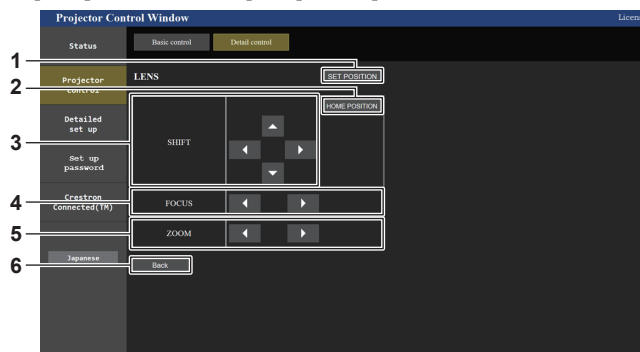 Projector Control Window
Licen
Status
Basic control
Detail control
1
2
3
4
5
6
Projector
control
LENS
SET POSITION
HOME POSITION
Detailed
set up
SHIFT
Set up
password
Crestron
Connected(TM)
FOCUS
ZOOM
Japanese
Back